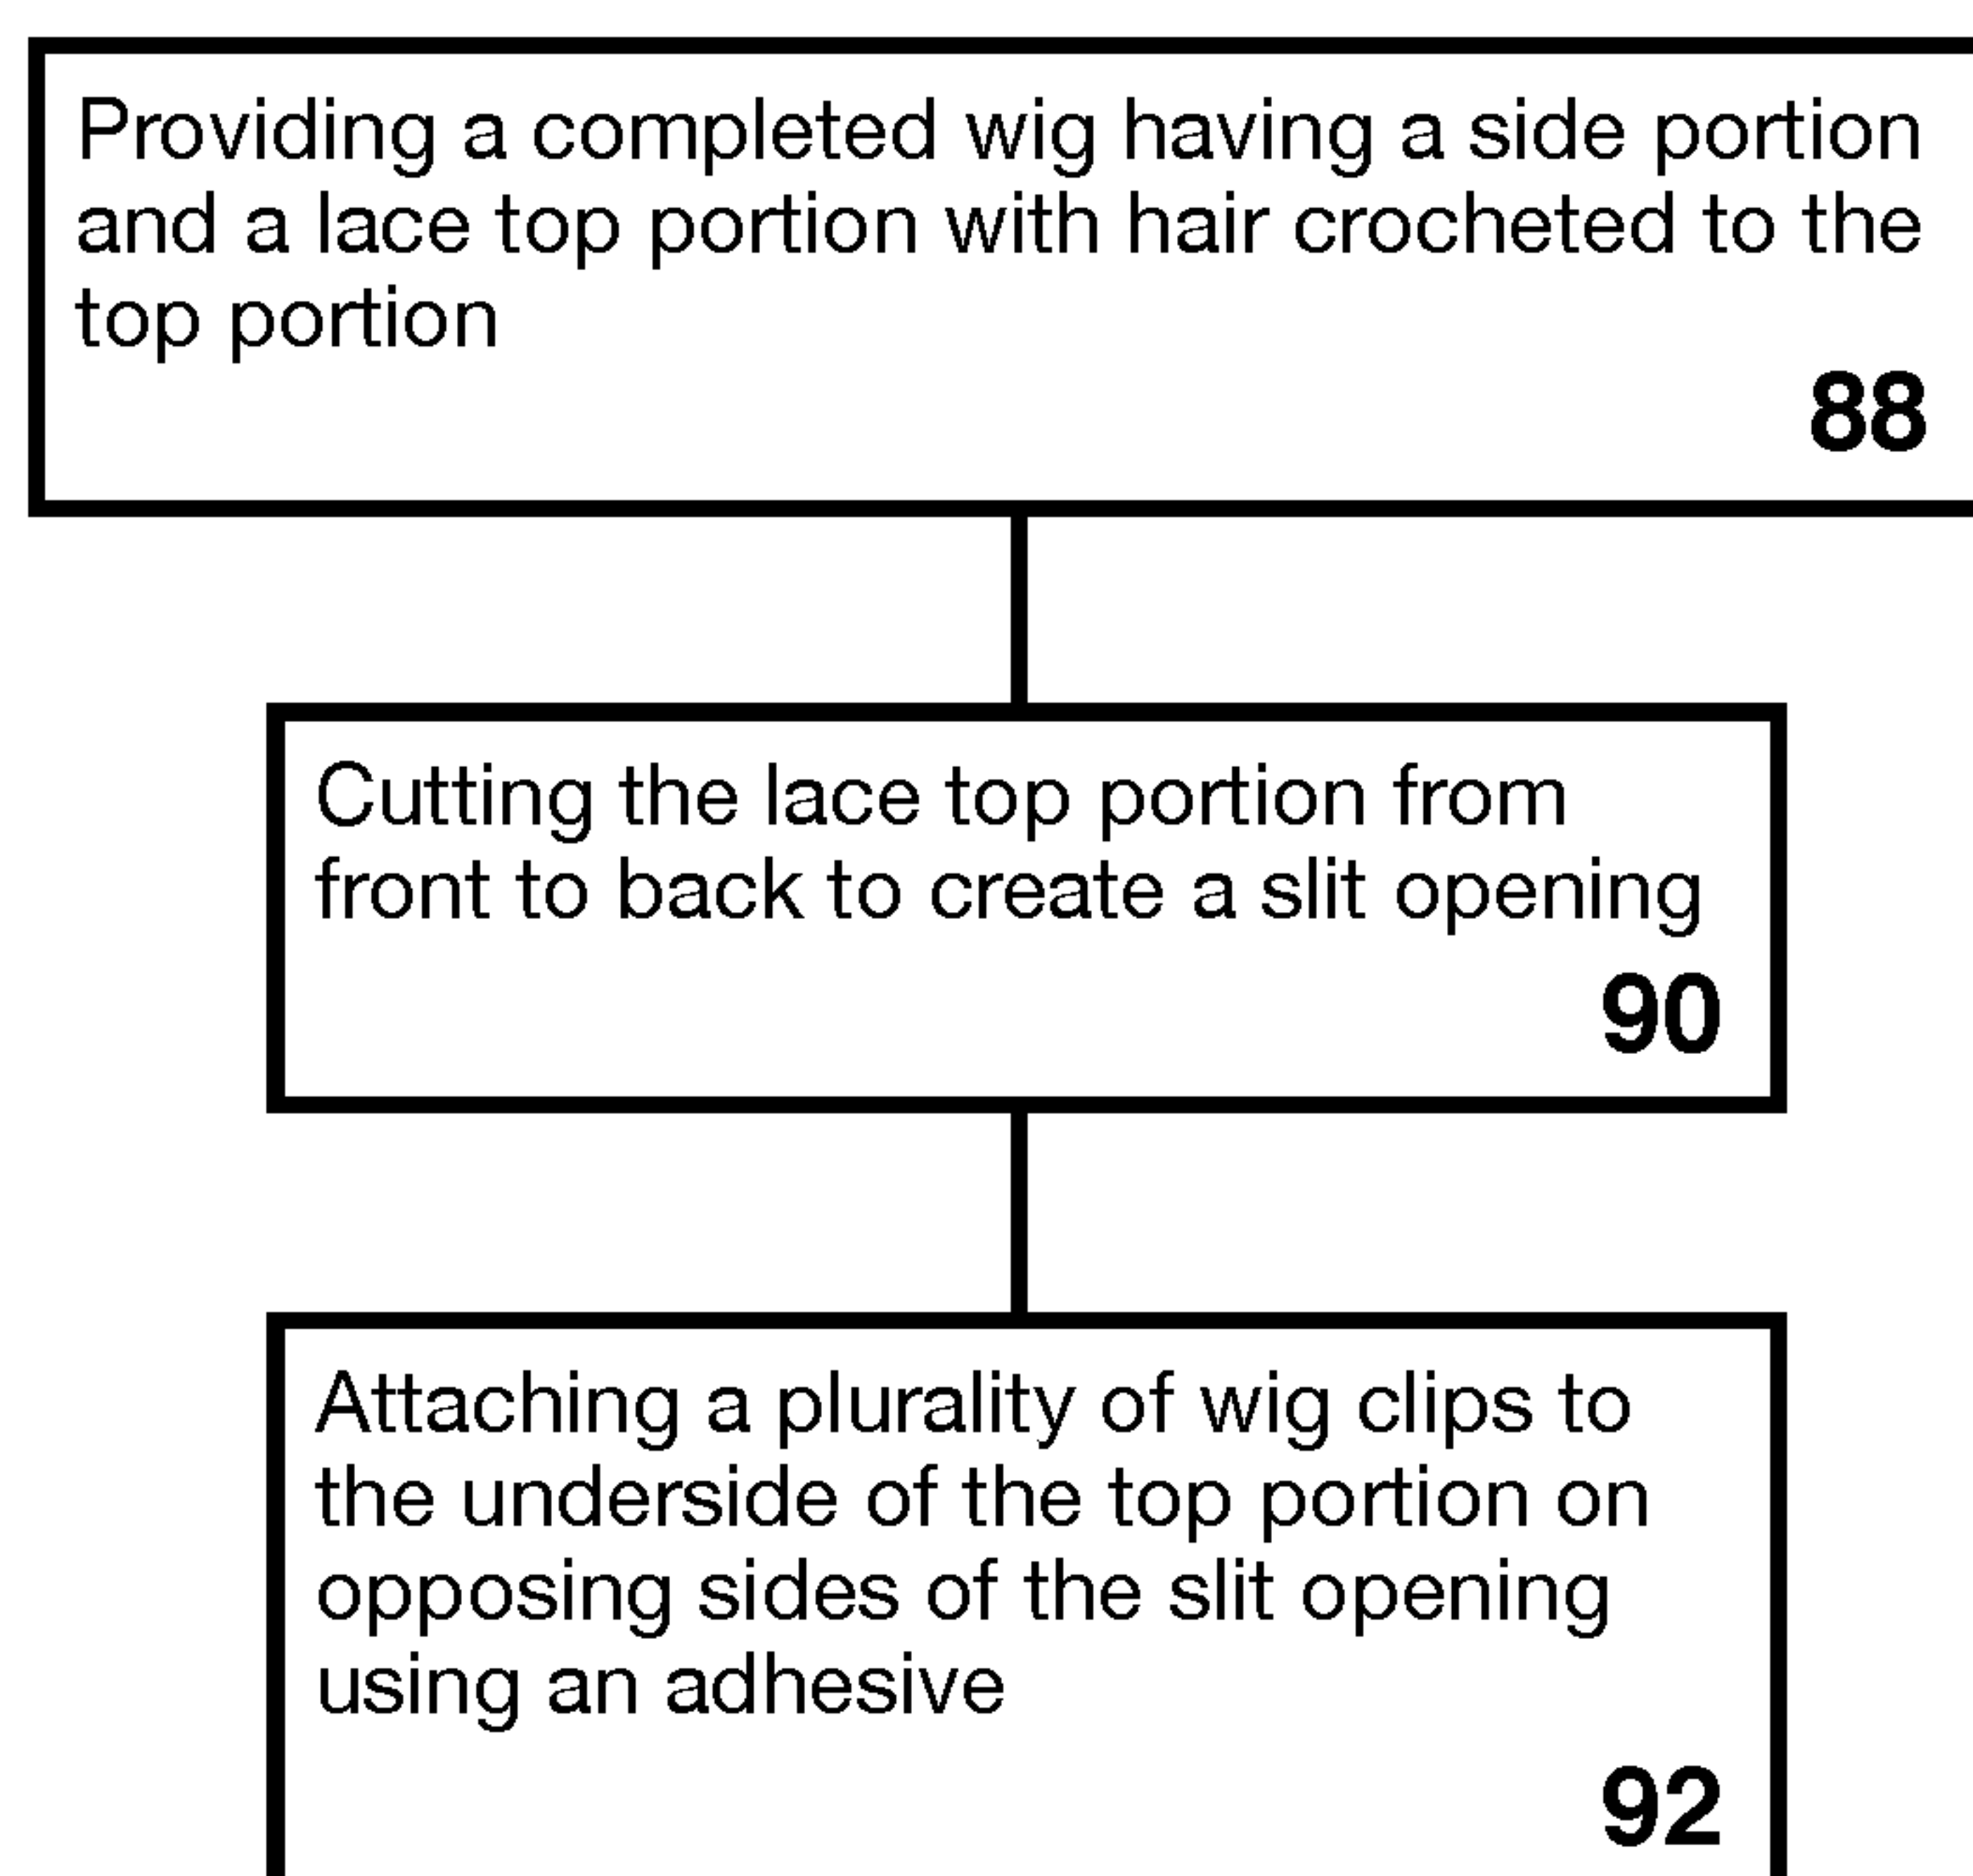 Providing a completed wig having a side portion
and a lace top portion with hair crocheted to the
top portion
88
Cutting the lace top portion from
front to back to create a slit opening
90
Attaching a plurality of wig clips to
the underside of the top portion on
opposing sides of the slit opening
using an adhesive
92